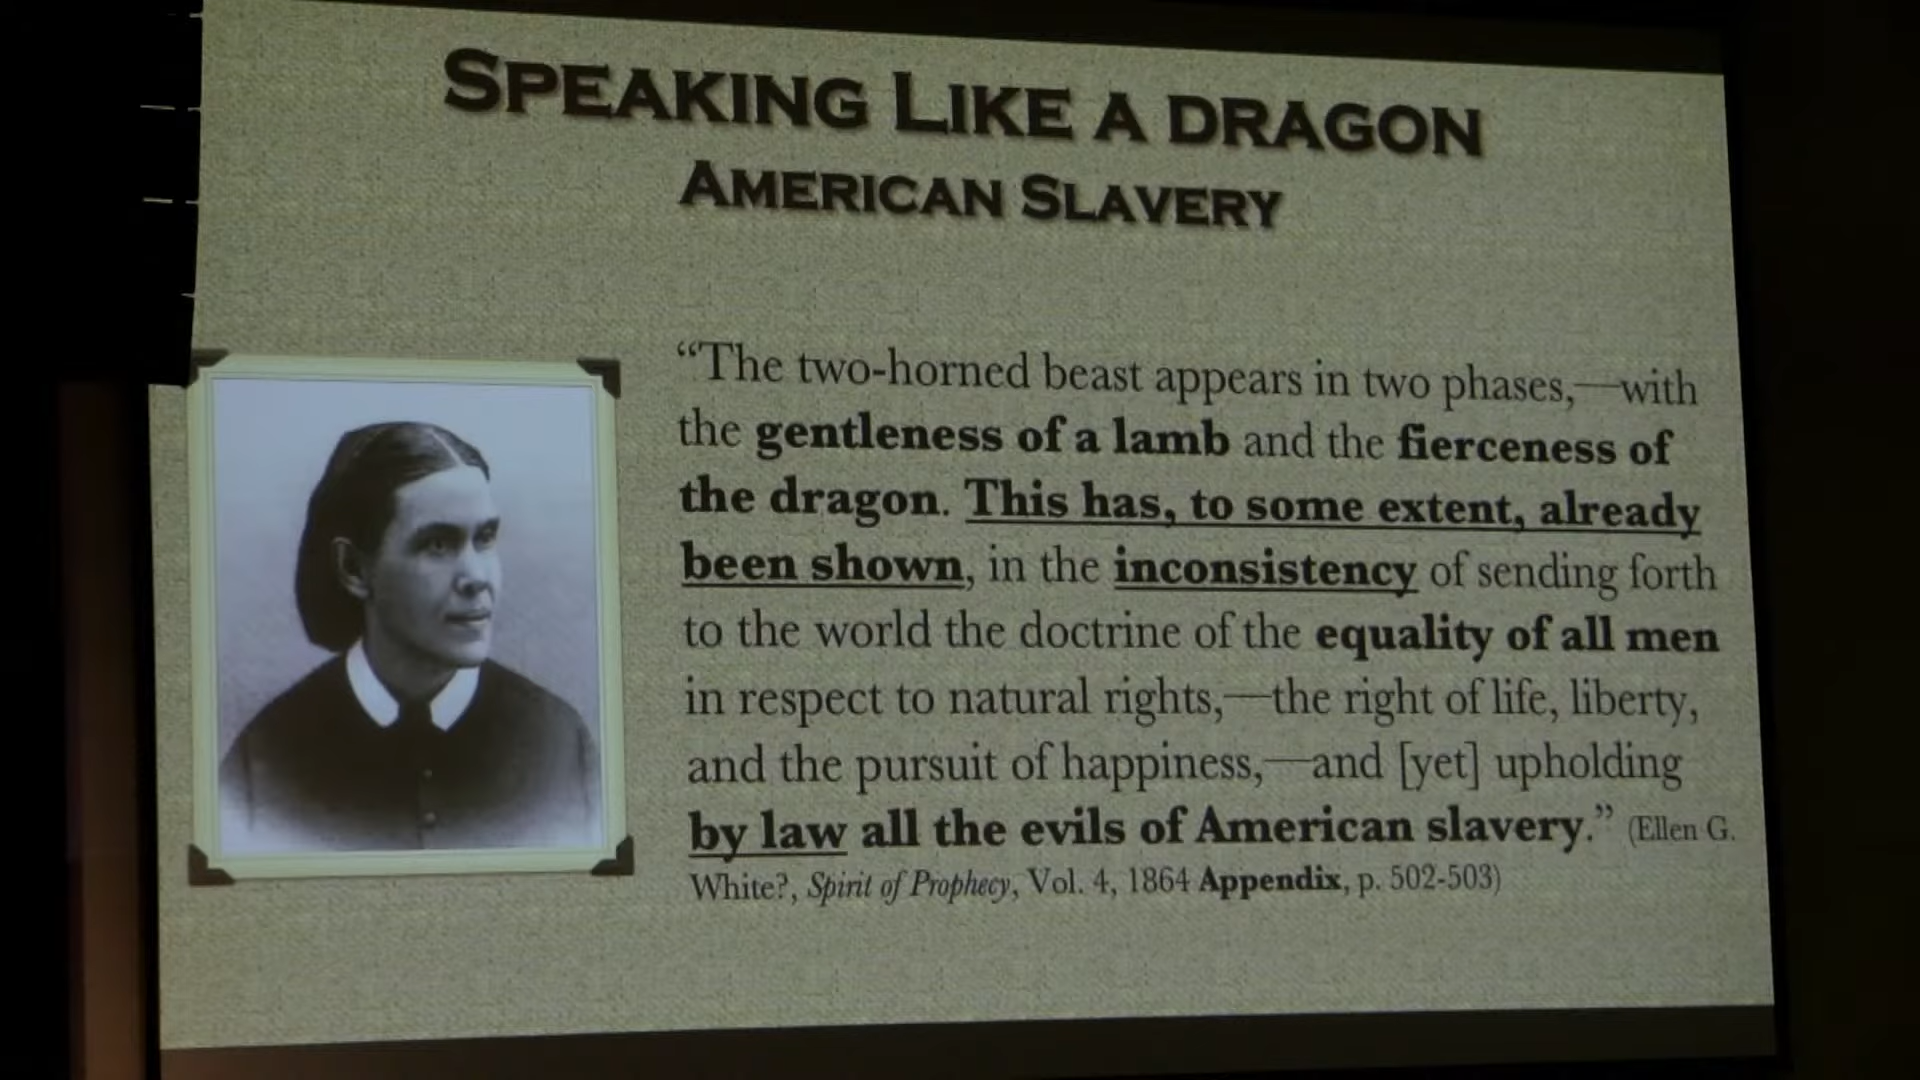 SPEAKING LIKE A DRAGON
AMERICAN SLAVERY
“The two-horned beast appears in two phases,—with
the gentleness of a lamb and the fierceness of
the dragon. This has, to some extent, already
been shown, in the inconsistency of sending forth
to the world the doctrine of the equality of all men
in respect to natural rights,—the right of life, liberty,
and the pursuit of happiness,—and [yet] upholding
by law all the evils of American slavery.” (Ellen G.
White?, Spirit of Prophecy, Vol. 4, 1864 Appendix, p. 502-503)